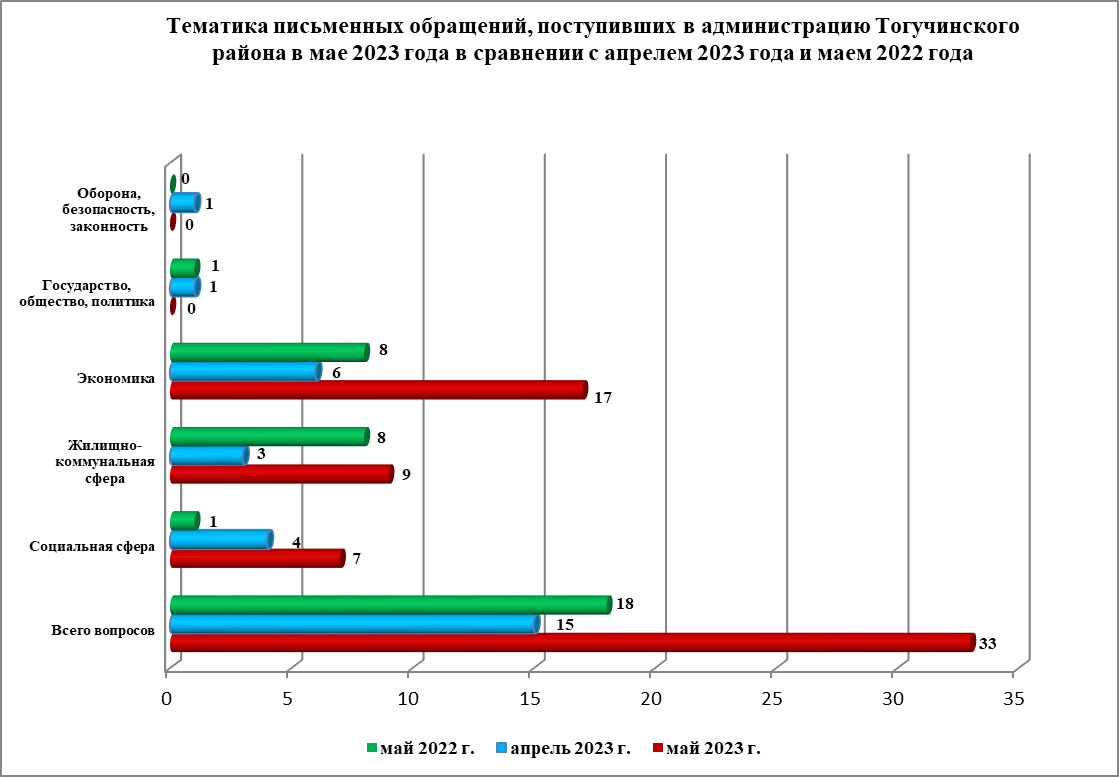 Тематика письменных обращений, поступивших в администрацию Тогучинского
района в мае 2023 года в сравнении с апрелем 2023 года и маем 2022 года
Оборона,
безопасность,
законность
0
1
0
Государство,
общество, политика
1
1
0
Экономика
8
6
17
Жилищно-
коммунальная
сфера
8
3
9
Социальная сфера
1
4
7
Всего вопросов
18
15
33
0 5 10 15 20 25 30 35
май 2022 г. апрель 2023 г. май 2023 г.